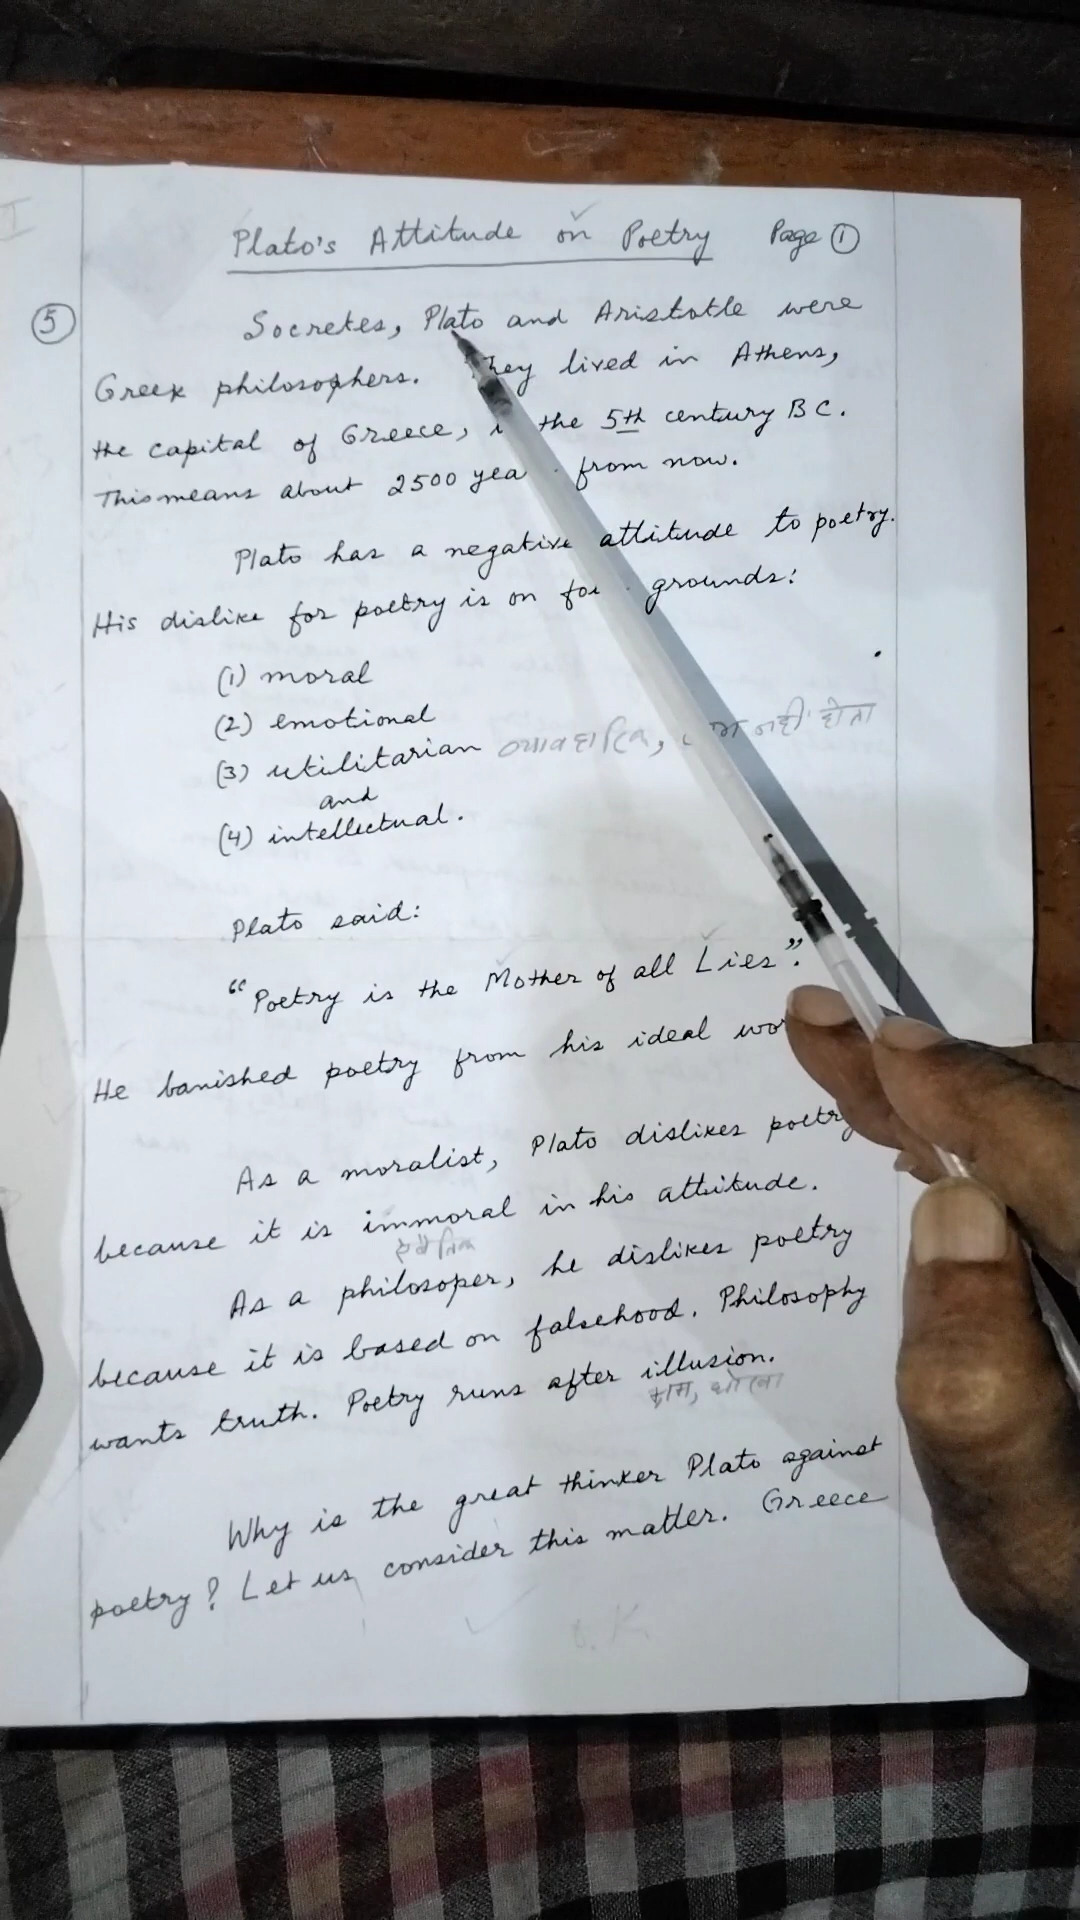 Plato's Attitude on Poetry Page ①
⑤ Socretes, Plato and Aristotle were
Greek philosophers. hey lived in Athens,
the capital of Greece, the 5th century BC.
This means about 2500 yea from now.
Plato has a negative attitude to poetry.
His dislike for poetry is on grounds:
(1) moral
(2) emotional
(3) utilitarian व्यावहारिक, नहीं होता
and
(4) intellectual.
Plato said:
"Poetry is the Mother of all Lies".
He banished poetry from his ideal
As a moralist, Plato dislikes poetry
because it is immoral in his attitude.
As a philosoper, he dislikes poetry
because it is based on falsehood. Philosophy
wants truth. Poetry runs after illusion.
Why is the great thinker Plato against
poetry? Let us consider this matter. Greece